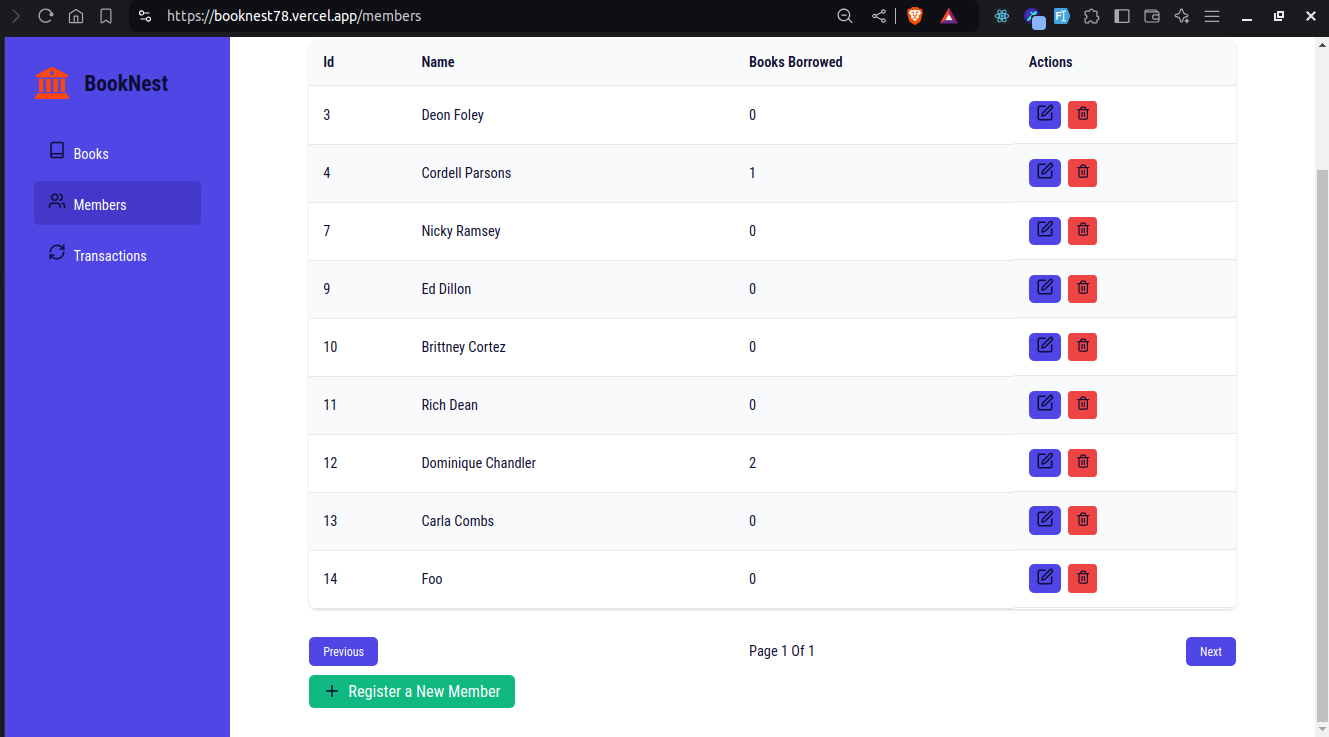 https://booknest78.vercel.app/members
BookNest
Books
Members
Transactions
Id Name Books Borrowed Actions
3 Deon Foley 0
4 Cordell Parsons 1
7 Nicky Ramsey 0
9 Ed Dillon 0
10 Brittney Cortez 0
11 Rich Dean 0
12 Dominique Chandler 2
13 Carla Combs 0
14 Foo 0
Previous Page 1 Of 1 Next
+ Register a New Member